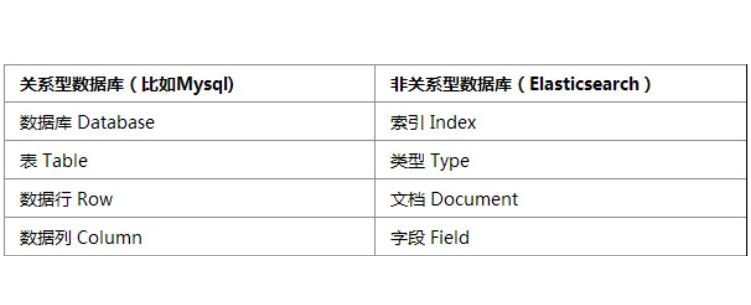 关系型数据库（比如Mysql) 非关系型数据库（Elasticsearch）
数据库 Database 索引 Index
表 Table 类型 Type
数据行 Row 文档 Document
数据列 Column 字段 Field